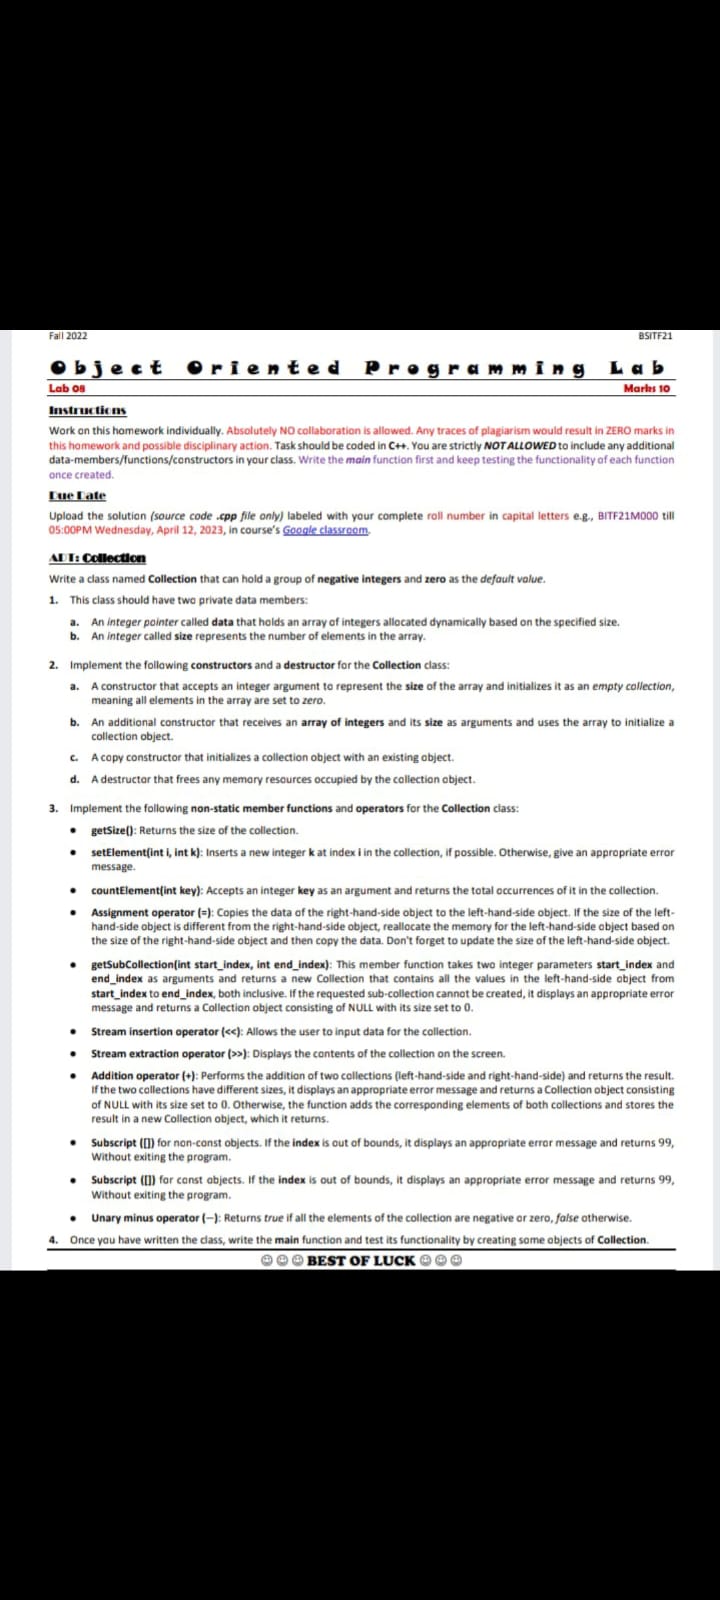 Fall 2022
BSITF21
Object Oriented Programming Lab
Lab 08
Marks 10
Instructions
Work on this homework individually. Absolutely NO collaboration is allowed. Any traces of plagiarism would result in ZERO marks in
this homework and possible disciplinary action. Task should be coded in C++. You are strictly NOT ALLOWED to include any additional
data-members/functions/constructors in your class. Write the main function first and keep testing the functionality of each function
once created.
Due Date
Upload the solution (source code .cpp file only) labeled with your complete roll number in capital letters e.g., BITF21M000 till
05:00PM Wednesday, April 12, 2023, in course's Google classroom.
ADT: Collection
Write a class named Collection that can hold a group of negative integers and zero as the default value.
1. This class should have two private data members:
a. An integer pointer called data that holds an array of integers allocated dynamically based on the specified size.
b. An integer called size represents the number of elements in the array.
2. Implement the following constructors and a destructor for the Collection class:
a. A constructor that accepts an integer argument to represent the size of the array and initializes it as an empty collection,
meaning all elements in the array are set to zero.
b. An additional constructor that receives an array of integers and its size as arguments and uses the array to initialize a
collection object.
c. A copy constructor that initializes a collection object with an existing object.
d. A destructor that frees any memory resources occupied by the collection object.
3. Implement the following non-static member functions and operators for the Collection class:
• getSize(): Returns the size of the collection.
• setElement(int i, int k): Inserts a new integer k at index i in the collection, if possible. Otherwise, give an appropriate error
message.
• countElement(int key): Accepts an integer key as an argument and returns the total occurrences of it in the collection.
• Assignment operator (=): Copies the data of the right-hand-side object to the left-hand-side object. If the size of the left-
hand-side object is different from the right-hand-side object, reallocate the memory for the left-hand-side object based on
the size of the right-hand-side object and then copy the data. Don't forget to update the size of the left-hand-side object.
• getSubCollection(int start_index, int end_index): This member function takes two integer parameters start_index and
end_index as arguments and returns a new Collection that contains all the values in the left-hand-side object from
start_index to end_index, both inclusive. If the requested sub-collection cannot be created, it displays an appropriate error
message and returns a Collection object consisting of NULL with its size set to 0.
• Stream insertion operator (<<): Allows the user to input data for the collection.
• Stream extraction operator (>>): Displays the contents of the collection on the screen.
• Addition operator (+): Performs the addition of two collections (left-hand-side and right-hand-side) and returns the result.
If the two collections have different sizes, it displays an appropriate error message and returns a Collection object consisting
of NULL with its size set to 0. Otherwise, the function adds the corresponding elements of both collections and stores the
result in a new Collection object, which it returns.
• Subscript ([]) for non-const objects. If the index is out of bounds, it displays an appropriate error message and returns 99,
Without exiting the program.
• Subscript ([]) for const objects. If the index is out of bounds, it displays an appropriate error message and returns 99,
Without exiting the program.
• Unary minus operator (−): Returns true if all the elements of the collection are negative or zero, false otherwise.
4. Once you have written the class, write the main function and test its functionality by creating some objects of Collection.
☺☺☺ BEST OF LUCK ☺☺☺